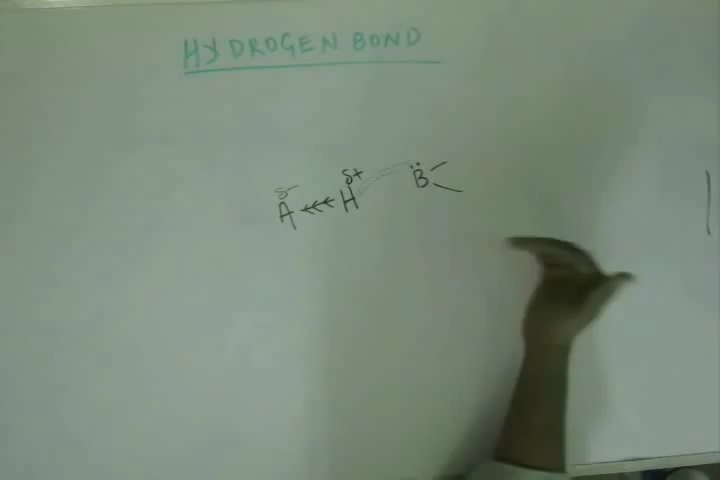 HYDROGEN BOND
δ- δ+
A H :B